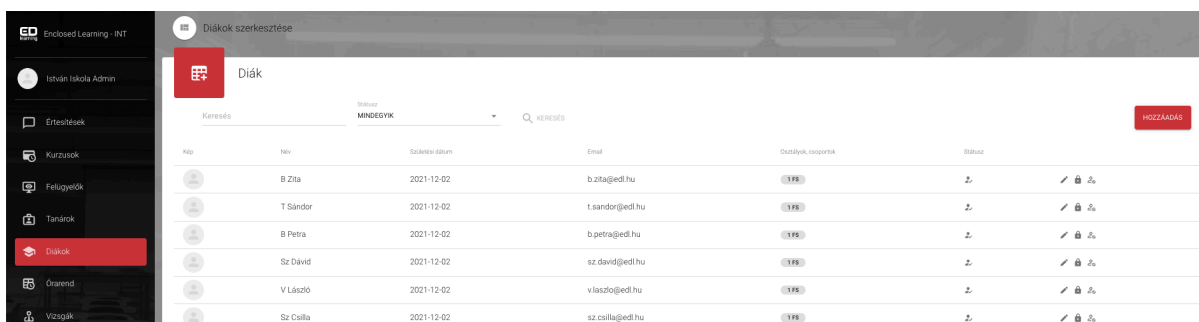 ED
learning
Enclosed Learning - INT
István Iskola Admin
Értesítések
Kurzusok
Felügyelők
Tanárok
Diákok
Órarend
Vizsgák
Diákok szerkesztése
Diák
Keresés
Státusz
MINDEGYIK
KERESÉS
HOZZÁADÁS
Kép Név Születési dátum Email Osztályok, csoportok Státusz
B Zita 2021-12-02 b.zita@edl.hu 1 FS
T Sándor 2021-12-02 t.sandor@edl.hu 1 FS
B Petra 2021-12-02 b.petra@edl.hu 1 FS
Sz Dávid 2021-12-02 sz.david@edl.hu 1 FS
V László 2021-12-02 v.laszlo@edl.hu 1 FS
Sz Csilla 2021-12-02 sz.csilla@edl.hu 1 FS